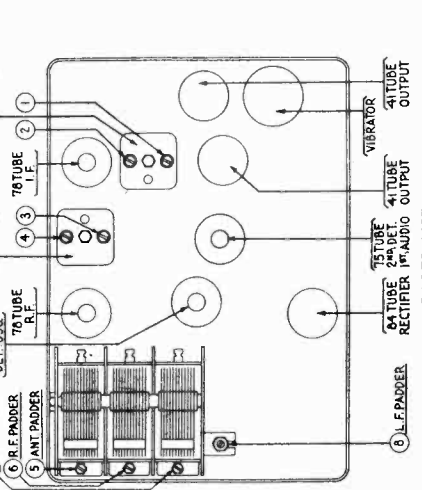 1
2
78 TUBE
I.F.
3
4
78 TUBE
R.F.
6 R.F. PADDER
5 ANT. PADDER
41 TUBE
OUTPUT
VIBRATOR
41 TUBE
OUTPUT
75 TUBE
2ND. DET.
1ST. AUDIO
84 TUBE
RECTIFIER
8 L.F. PADDER